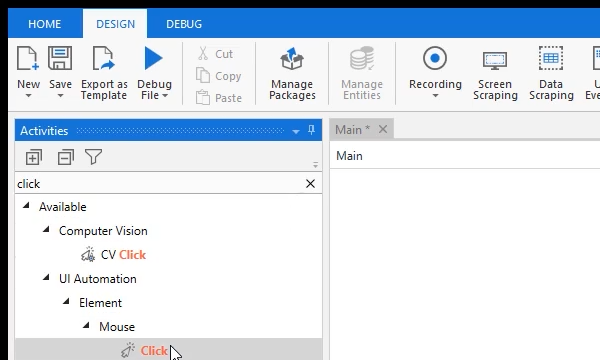 HOME DESIGN DEBUG
New Save Export as Template Debug File Cut Copy Paste Manage Packages Manage Entities Recording Screen Scraping Data Scraping
Activities
Main *
Main
click
Available
Computer Vision
CV Click
UI Automation
Element
Mouse
Click